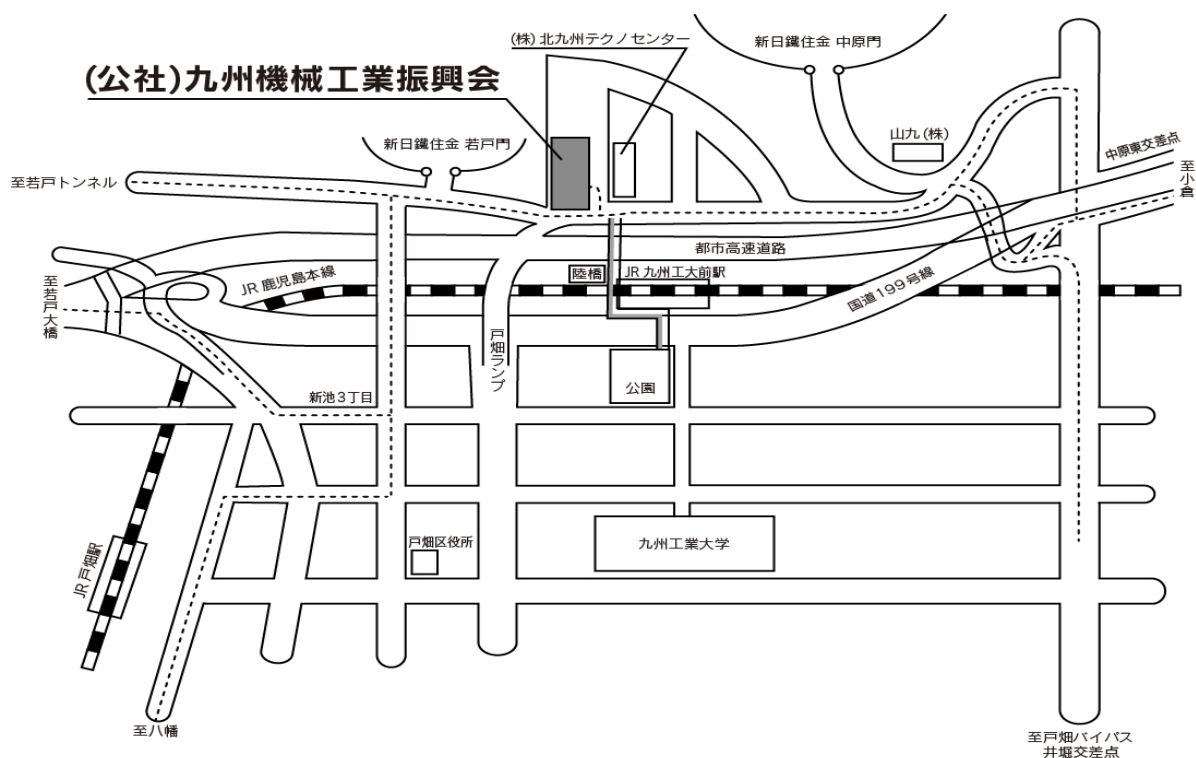 (株) 北九州テクノセンター
新日鐵住金 中原門
(公社)九州機械工業振興会
新日鐵住金 若戸門
山九 (株)
中原東交差点
至小倉
至若戸トンネル
都市高速道路
陸橋
JR 九州工大前駅
JR 鹿児島本線
国道199号線
至若戸大橋
戸畑ランプ
公園
新池3丁目
戸畑区役所
九州工業大学
JR 戸畑駅
至八幡
至戸畑バイパス
井堀交差点